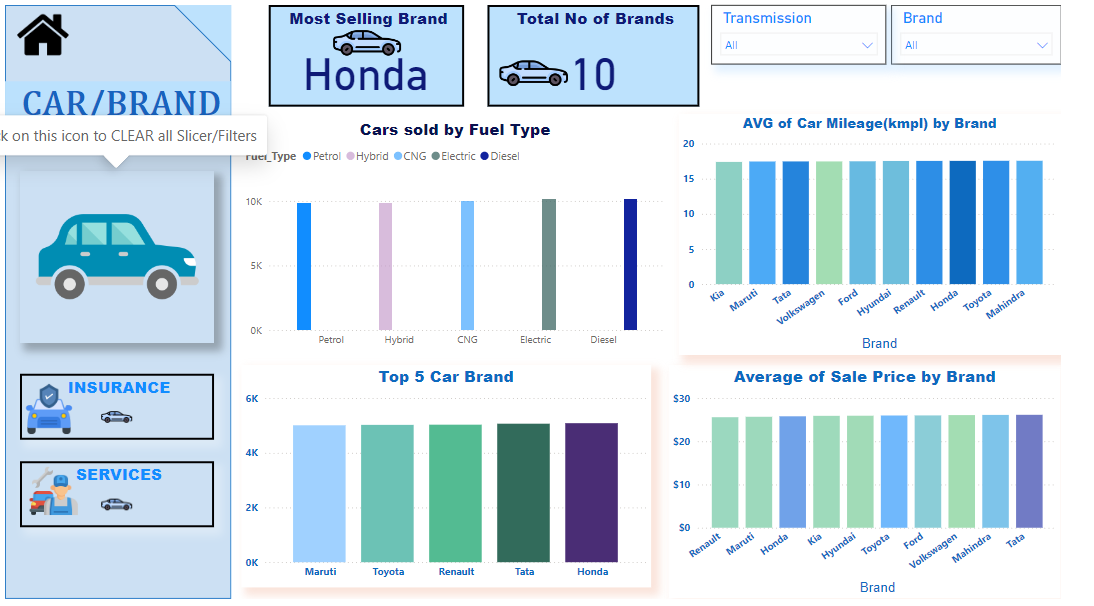 CAR/BRAND
k on this icon to CLEAR all Slicer/Filters
INSURANCE
SERVICES
Most Selling Brand
Honda
Total No of Brands
10
Transmission
All
Brand
All
Cars sold by Fuel Type
Fuel_Type Petrol Hybrid CNG Electric Diesel
10K
5K
0K
Petrol Hybrid CNG Electric Diesel
AVG of Car Mileage(kmpl) by Brand
20
15
10
5
0
Kia Maruti Tata Volkswagen Ford Hyundai Renault Honda Toyota Mahindra
Brand
Top 5 Car Brand
6K
4K
2K
0K
Maruti Toyota Renault Tata Honda
Average of Sale Price by Brand
$30
$20
$10
$0
Renault Maruti Honda Kia Hyundai Toyota Ford Volkswagen Mahindra Tata
Brand